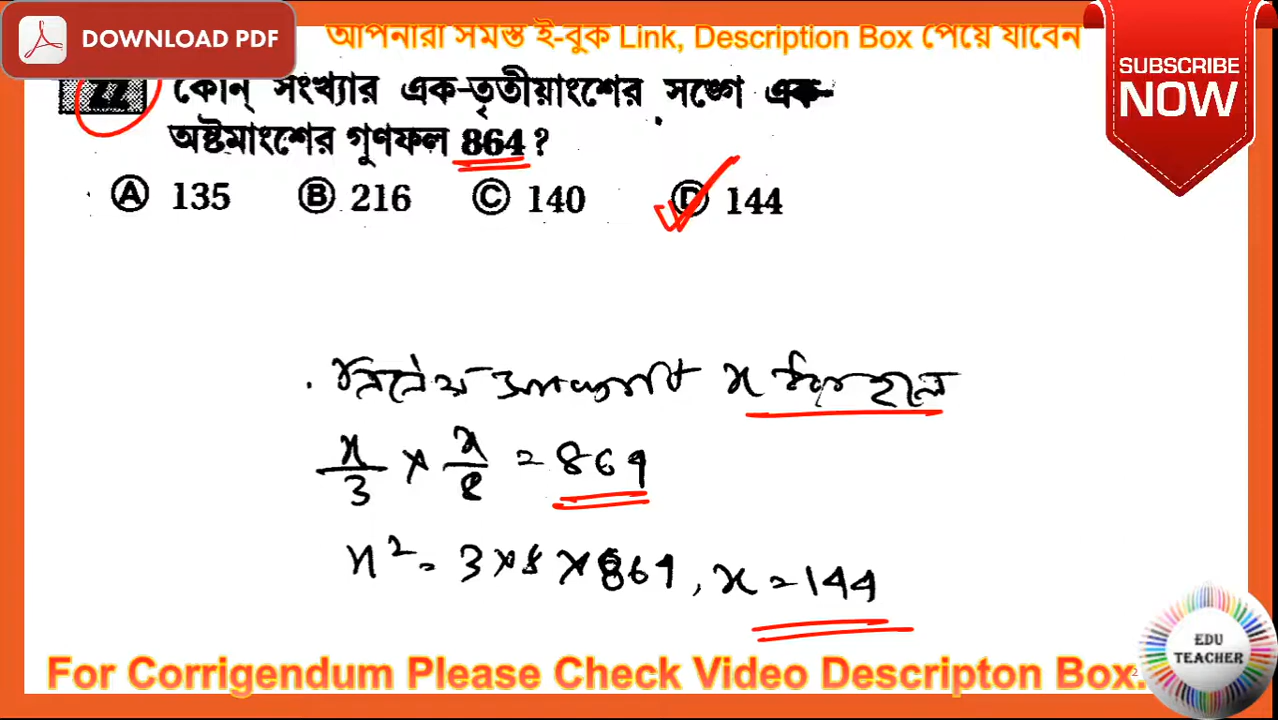 DOWNLOAD PDF
আপনারা সমস্ত ই-বুক Link, Description Box পেয়ে যাবেন
SUBSCRIBE
NOW
22 কোন্ সংখ্যার এক-তৃতীয়াংশের সঙ্গে এক-
অষ্টমাংশের গুণফল 864 ?
A 135 B 216 C 140 D 144
x
x/3 × x/8 = 864
x² = 3×8×864, x = 144
EDU
TEACHER
For Corrigendum Please Check Video Descripton Box.